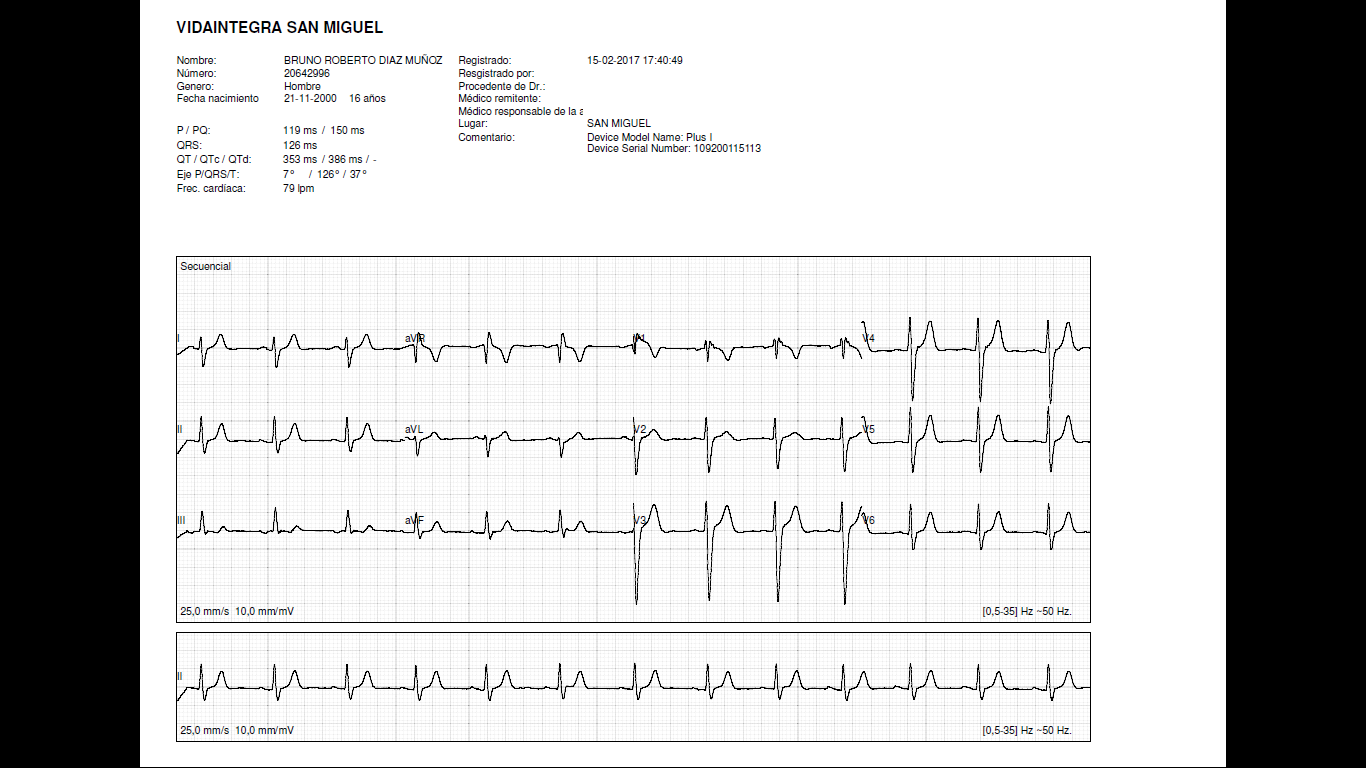 VIDAINTEGRA SAN MIGUEL
Nombre: BRUNO ROBERTO DIAZ MUÑOZ Registrado: 15-02-2017 17:40:49
Número: 20642996 Resgistrado por:
Genero: Hombre Procedente de Dr.:
Fecha nacimiento 21-11-2000 16 años Médico remitente:
Médico responsable de la a
Lugar: SAN MIGUEL
P / PQ: 119 ms / 150 ms Comentario: Device Model Name: Plus I
QRS: 126 ms Device Serial Number: 109200115113
QT / QTc / QTd: 353 ms / 386 ms / -
Eje P/QRS/T: 7° / 126° / 37°
Frec. cardíaca: 79 lpm
Secuencial
I aVR V1 V4
II aVL V2 V5
III aVF V3 V6
25,0 mm/s 10,0 mm/mV [0,5-35] Hz ~50 Hz.
II
25,0 mm/s 10,0 mm/mV [0,5-35] Hz ~50 Hz.